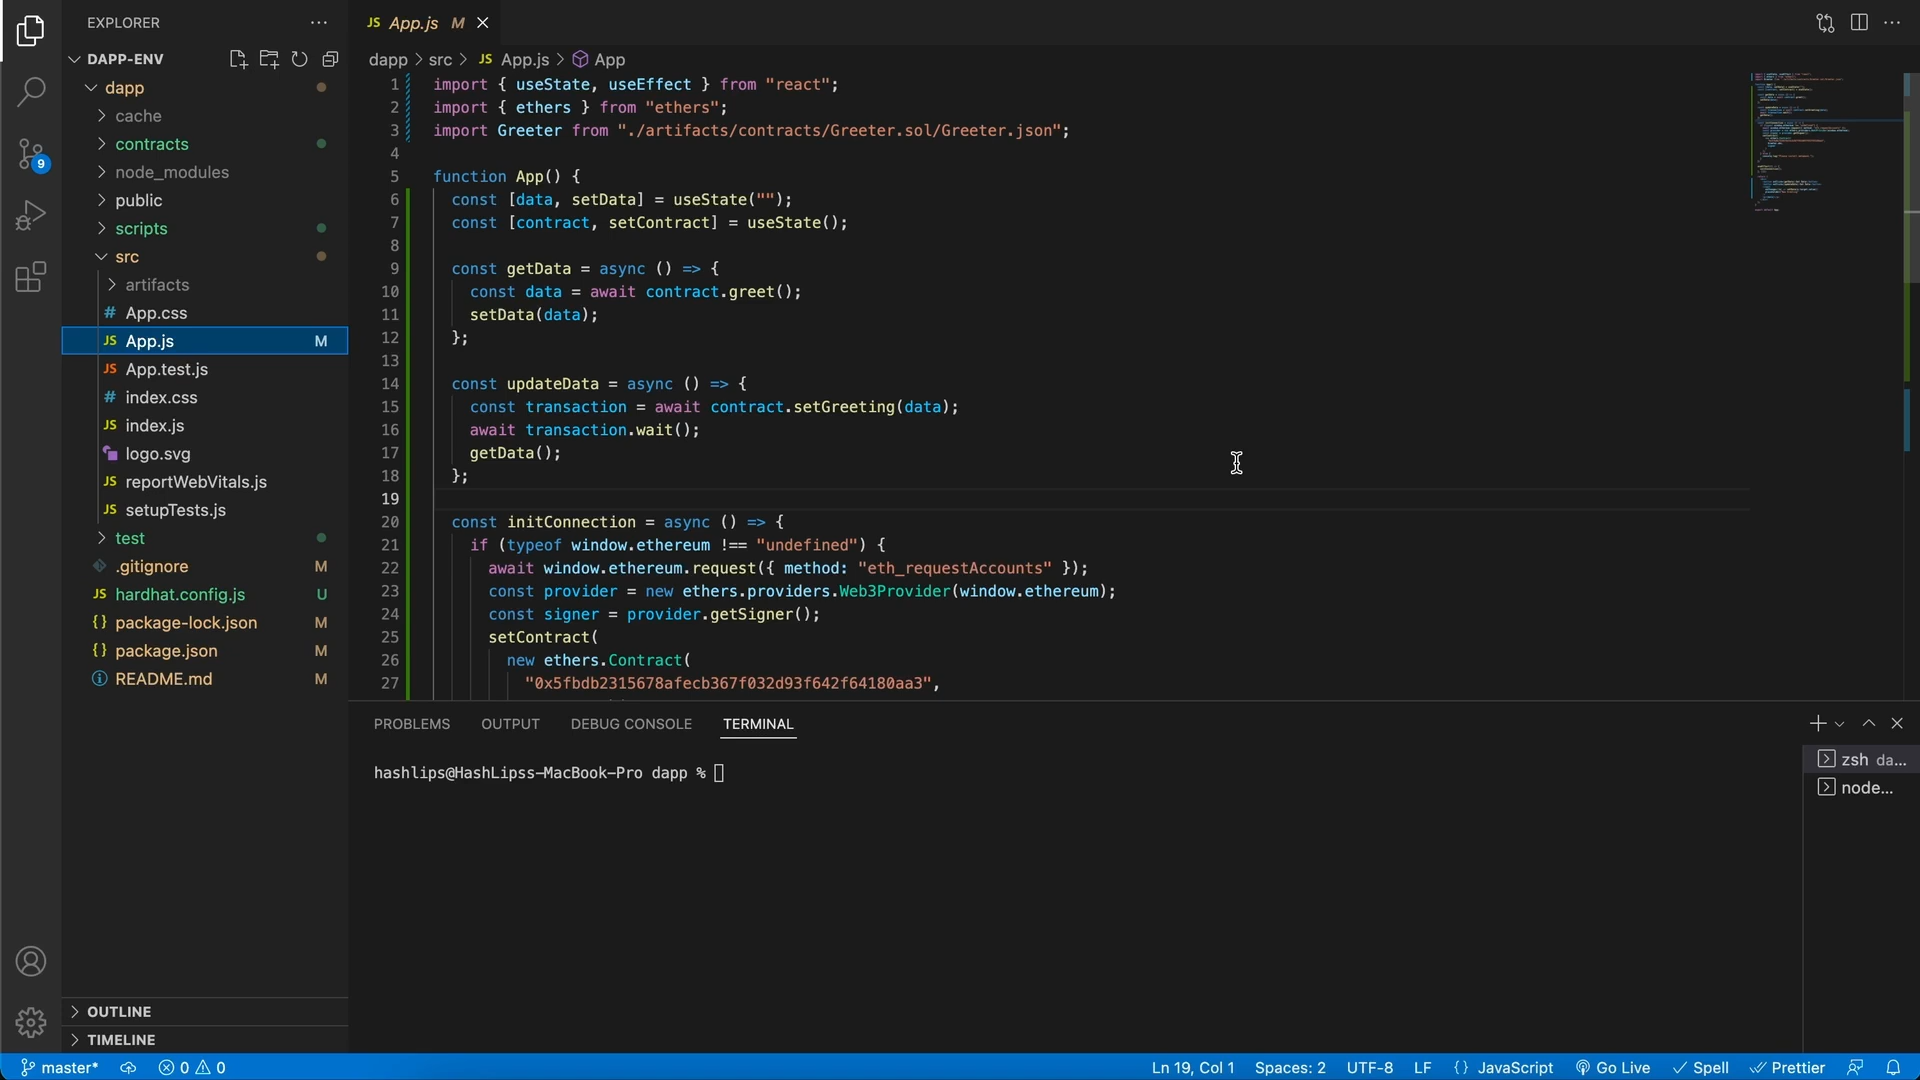 EXPLORER
DAPP-ENV
dapp
cache
contracts
node_modules
public
scripts
src
artifacts
# App.css
JS App.js M
JS App.test.js
# index.css
JS index.js
logo.svg
JS reportWebVitals.js
JS setupTests.js
test
.gitignore M
JS hardhat.config.js U
{} package-lock.json M
{} package.json M
README.md M
OUTLINE
TIMELINE
9
JS App.js M
dapp > src > JS App.js > App
1 import { useState, useEffect } from "react";
2 import { ethers } from "ethers";
3 import Greeter from "./artifacts/contracts/Greeter.sol/Greeter.json";
4
5 function App() {
6 const [data, setData] = useState("");
7 const [contract, setContract] = useState();
8
9 const getData = async () => {
10 const data = await contract.greet();
11 setData(data);
12 };
13
14 const updateData = async () => {
15 const transaction = await contract.setGreeting(data);
16 await transaction.wait();
17 getData();
18 };
19
20 const initConnection = async () => {
21 if (typeof window.ethereum !== "undefined") {
22 await window.ethereum.request({ method: "eth_requestAccounts" });
23 const provider = new ethers.providers.Web3Provider(window.ethereum);
24 const signer = provider.getSigner();
25 setContract(
26 new ethers.Contract(
27 "0x5fbdb2315678afecb367f032d93f642f64180aa3",
PROBLEMS OUTPUT DEBUG CONSOLE TERMINAL
hashlips@HashLipss-MacBook-Pro dapp %
zsh da...
node...
master* 0 0 Ln 19, Col 1 Spaces: 2 UTF-8 LF {} JavaScript Go Live Spell Prettier